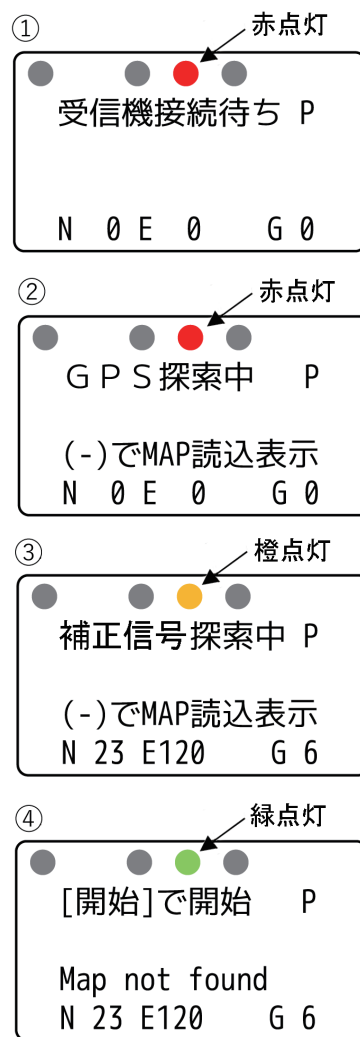 ①
赤点灯
受信機接続待ち P
N 0 E 0 G 0
②
赤点灯
GPS探索中 P
(-)でMAP読込表示
N 0 E 0 G 0
③
橙点灯
補正信号探索中 P
(-)でMAP読込表示
N 23 E120 G 6
④
緑点灯
[開始]で開始 P
Map not found
N 23 E120 G 6